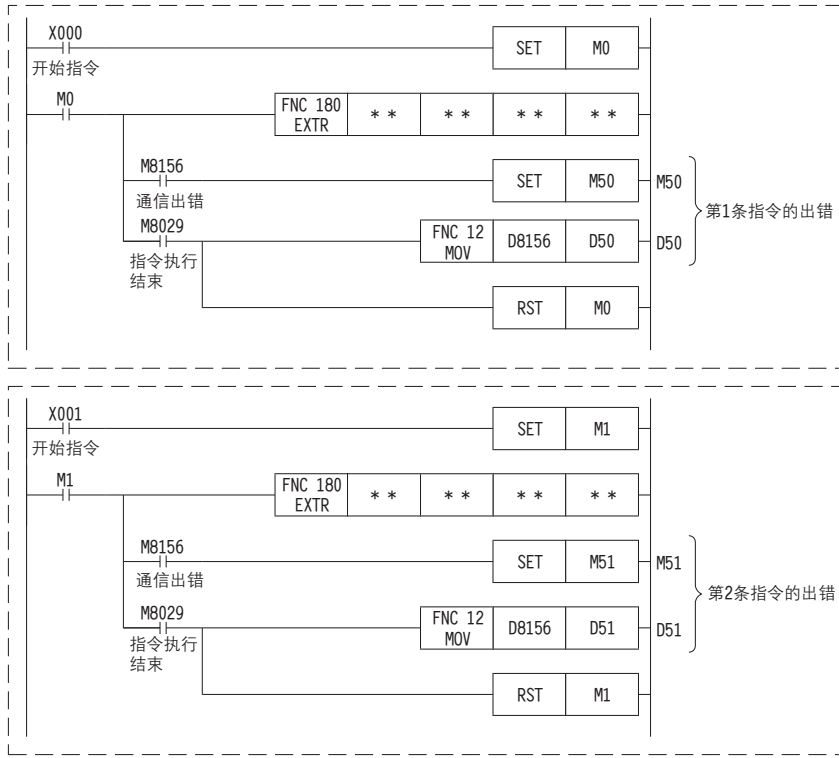 X000
SET M0
开始指令
M0
FNC 180
EXTR
* * * * * * * *
M8156
SET M50 M50
通信出错
第1条指令的出错
M8029
FNC 12
MOV
D8156 D50 D50
指令执行
结束
RST M0
X001
SET M1
开始指令
M1
FNC 180
EXTR
* * * * * * * *
M8156
SET M51 M51
通信出错
第2条指令的出错
M8029
FNC 12
MOV
D8156 D51 D51
指令执行
结束
RST M1